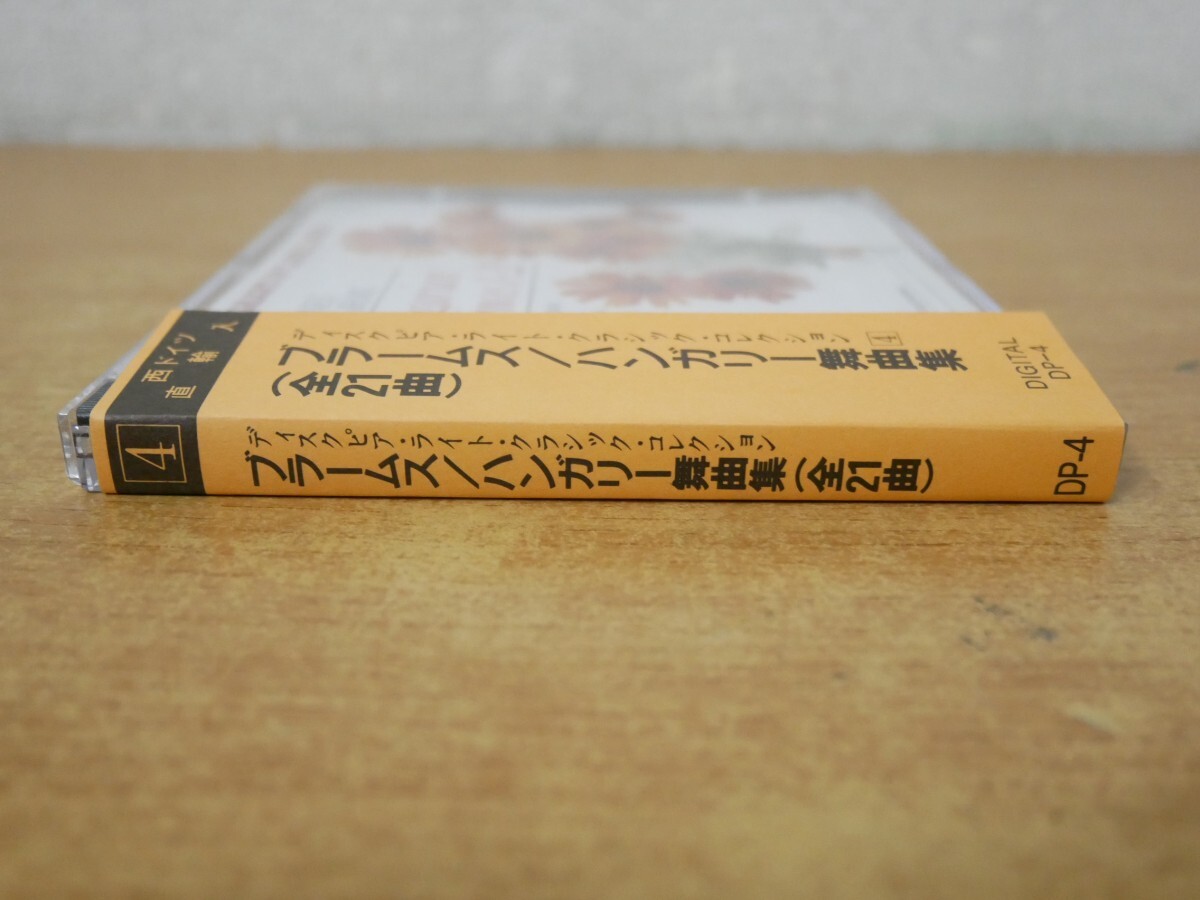 西ドイツ
直輸入
ディスクピア・ライト・クラシック・コレクション 4
ブラームス/ハンガリー舞曲集
(全21曲)
DIGITAL
DP-4
4
ディスクピア・ライト・クラシック・コレクション
ブラームス/ハンガリー舞曲集(全21曲)
DP-4